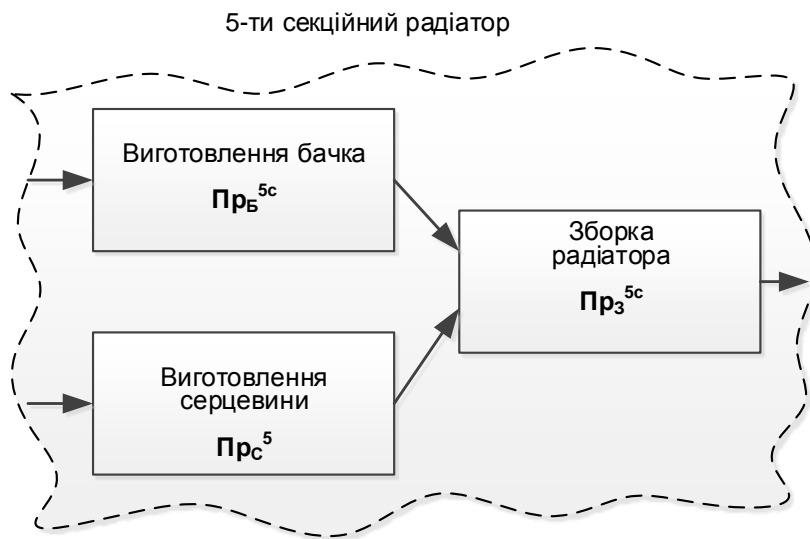 5-ти секційний радіатор
Виготовлення бачка
ПрБ5с
Зборка
радіатора
ПрЗ5с
Виготовлення
серцевини
ПрС5